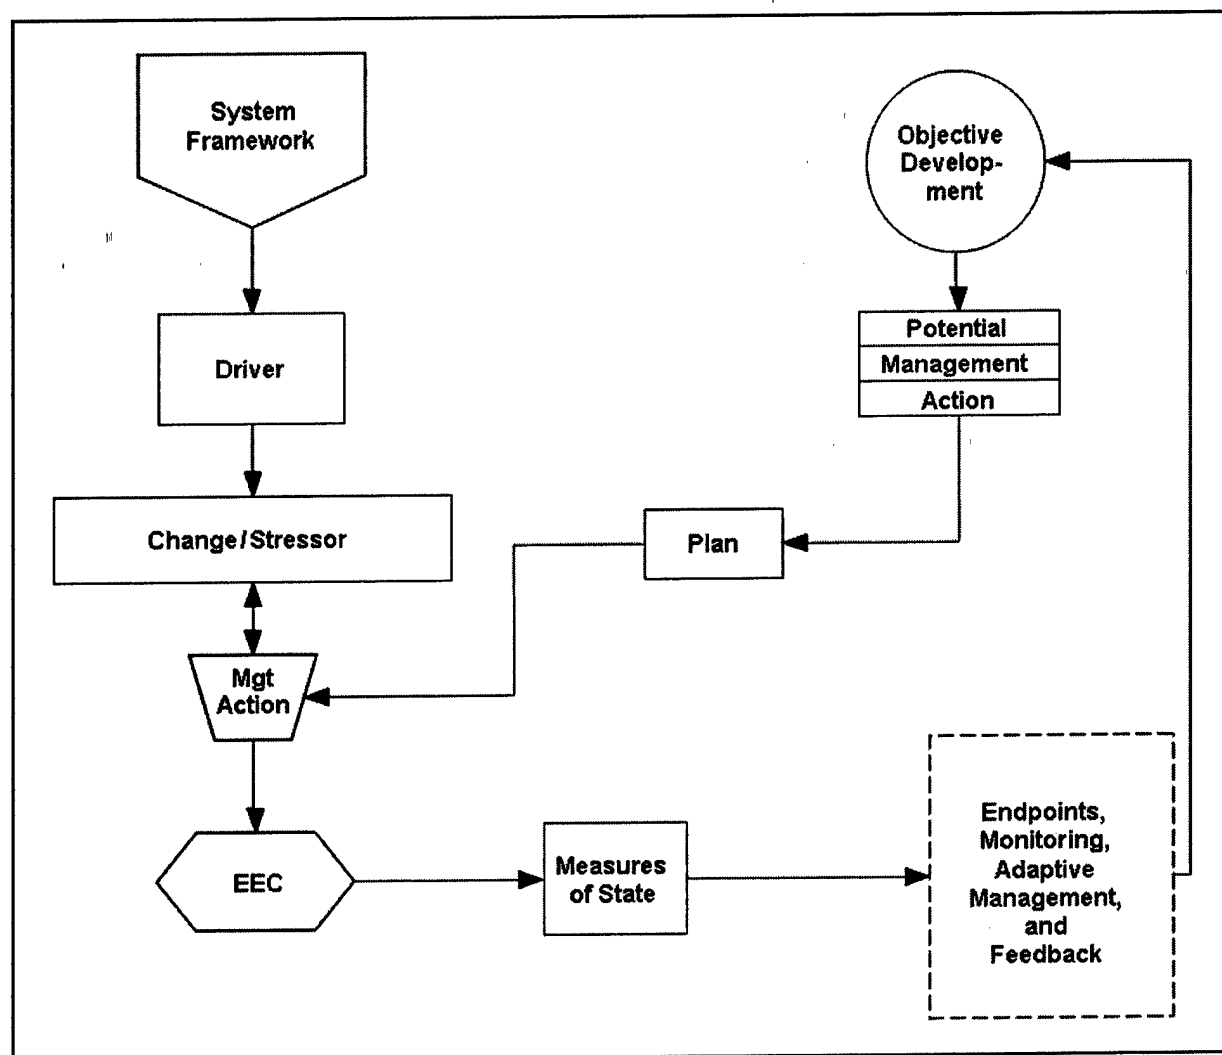 System
Framework
Objective
Develop-
ment
Driver
Potential
Management
Action
Change/Stressor
Plan
Mgt
Action
EEC
Measures
of State
Endpoints,
Monitoring,
Adaptive
Management,
and
Feedback